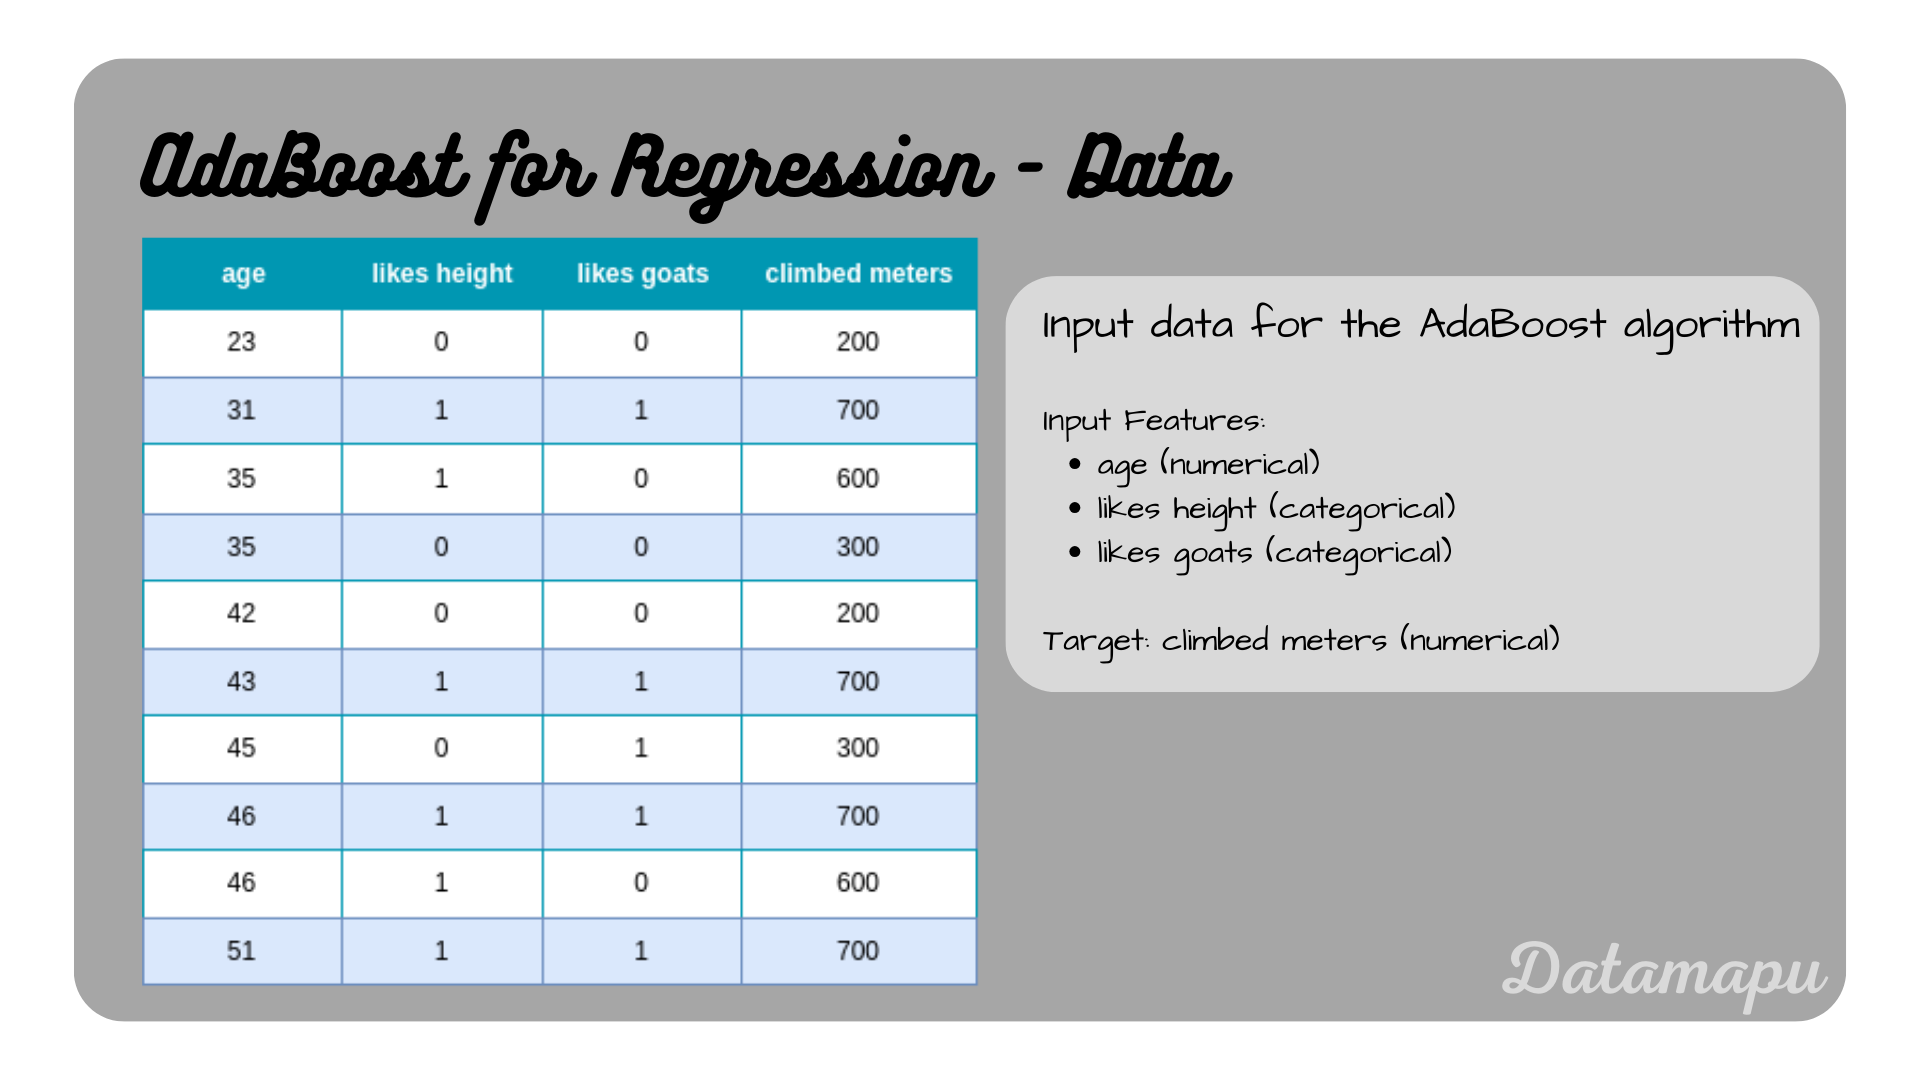 AdaBoost for Regression - Data
age likes height likes goats climbed meters
23 0 0 200
31 1 1 700
35 1 0 600
35 0 0 300
42 0 0 200
43 1 1 700
45 0 1 300
46 1 1 700
46 1 0 600
51 1 1 700
Input data for the AdaBoost algorithm
Input Features:
• age (numerical)
• likes height (categorical)
• likes goats (categorical)
Target: climbed meters (numerical)
Datamapu